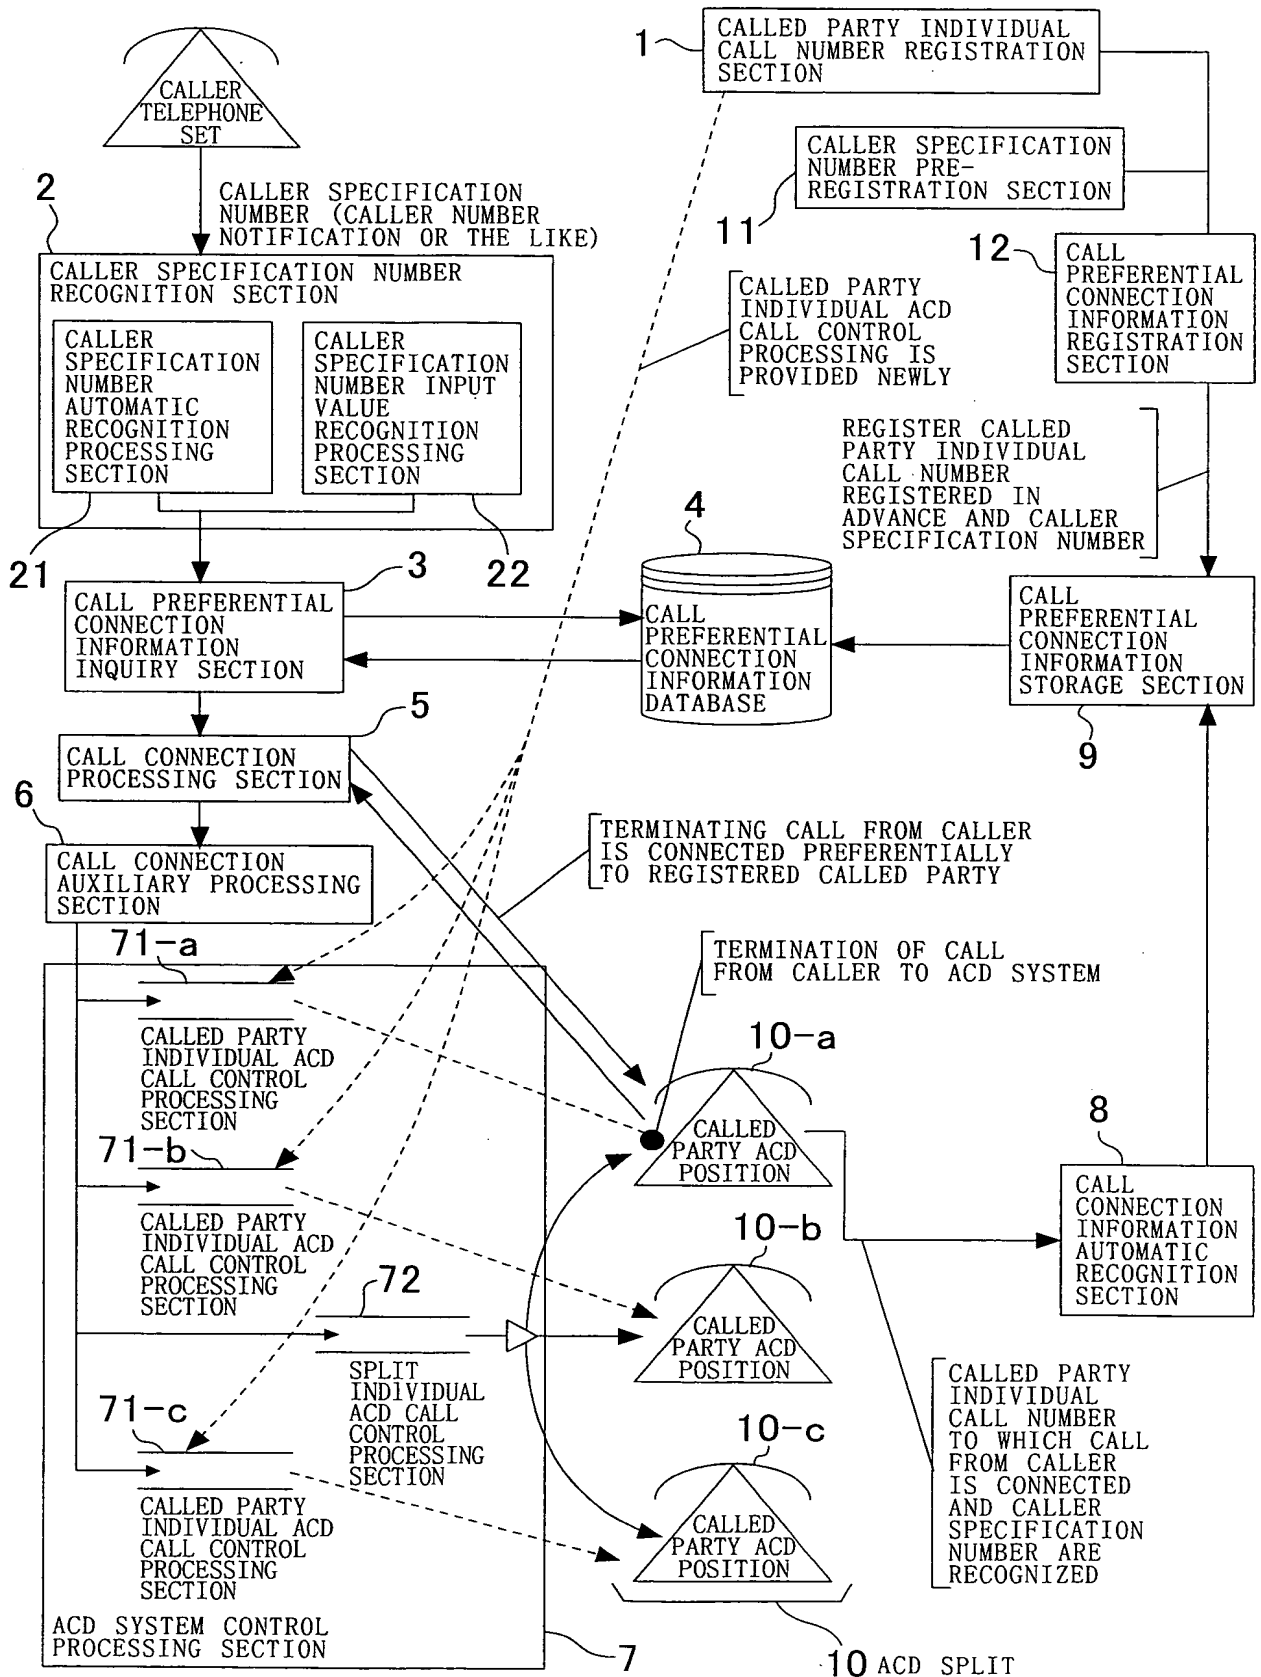 CALLER
TELEPHONE
SET
1
CALLED PARTY INDIVIDUAL
CALL NUMBER REGISTRATION
SECTION
11
CALLER SPECIFICATION
NUMBER PRE-
REGISTRATION SECTION
2
CALLER SPECIFICATION
NUMBER (CALLER NUMBER
NOTIFICATION OR THE LIKE)
CALLER SPECIFICATION NUMBER
RECOGNITION SECTION
CALLER
SPECIFICATION
NUMBER
AUTOMATIC
RECOGNITION
PROCESSING
SECTION
21
CALLER
SPECIFICATION
NUMBER INPUT
VALUE
RECOGNITION
PROCESSING
SECTION
22
CALLED PARTY
INDIVIDUAL ACD
CALL CONTROL
PROCESSING IS
PROVIDED NEWLY
12
CALL
PREFERENTIAL
CONNECTION
INFORMATION
REGISTRATION
SECTION
REGISTER CALLED
PARTY INDIVIDUAL
CALL NUMBER
REGISTERED IN
ADVANCE AND CALLER
SPECIFICATION NUMBER
3
CALL PREFERENTIAL
CONNECTION
INFORMATION
INQUIRY SECTION
4
CALL
PREFERENTIAL
CONNECTION
INFORMATION
DATABASE
CALL
PREFERENTIAL
CONNECTION
INFORMATION
STORAGE SECTION
9
5
CALL CONNECTION
PROCESSING SECTION
6
CALL CONNECTION
AUXILIARY PROCESSING
SECTION
TERMINATING CALL FROM CALLER
IS CONNECTED PREFERENTIALLY
TO REGISTERED CALLED PARTY
TERMINATION OF CALL
FROM CALLER TO ACD SYSTEM
71-a
CALLED PARTY
INDIVIDUAL ACD
CALL CONTROL
PROCESSING
SECTION
71-b
CALLED PARTY
INDIVIDUAL ACD
CALL CONTROL
PROCESSING
SECTION
72
SPLIT
INDIVIDUAL
ACD CALL
CONTROL
PROCESSING
SECTION
71-c
CALLED PARTY
INDIVIDUAL ACD
CALL CONTROL
PROCESSING
SECTION
ACD SYSTEM CONTROL
PROCESSING SECTION
7
10-a
CALLED
PARTY ACD
POSITION
10-b
CALLED
PARTY ACD
POSITION
10-c
CALLED
PARTY ACD
POSITION
10 ACD SPLIT
8
CALL
CONNECTION
INFORMATION
AUTOMATIC
RECOGNITION
SECTION
CALLED PARTY
INDIVIDUAL
CALL NUMBER
TO WHICH CALL
FROM CALLER
IS CONNECTED
AND CALLER
SPECIFICATION
NUMBER ARE
RECOGNIZED